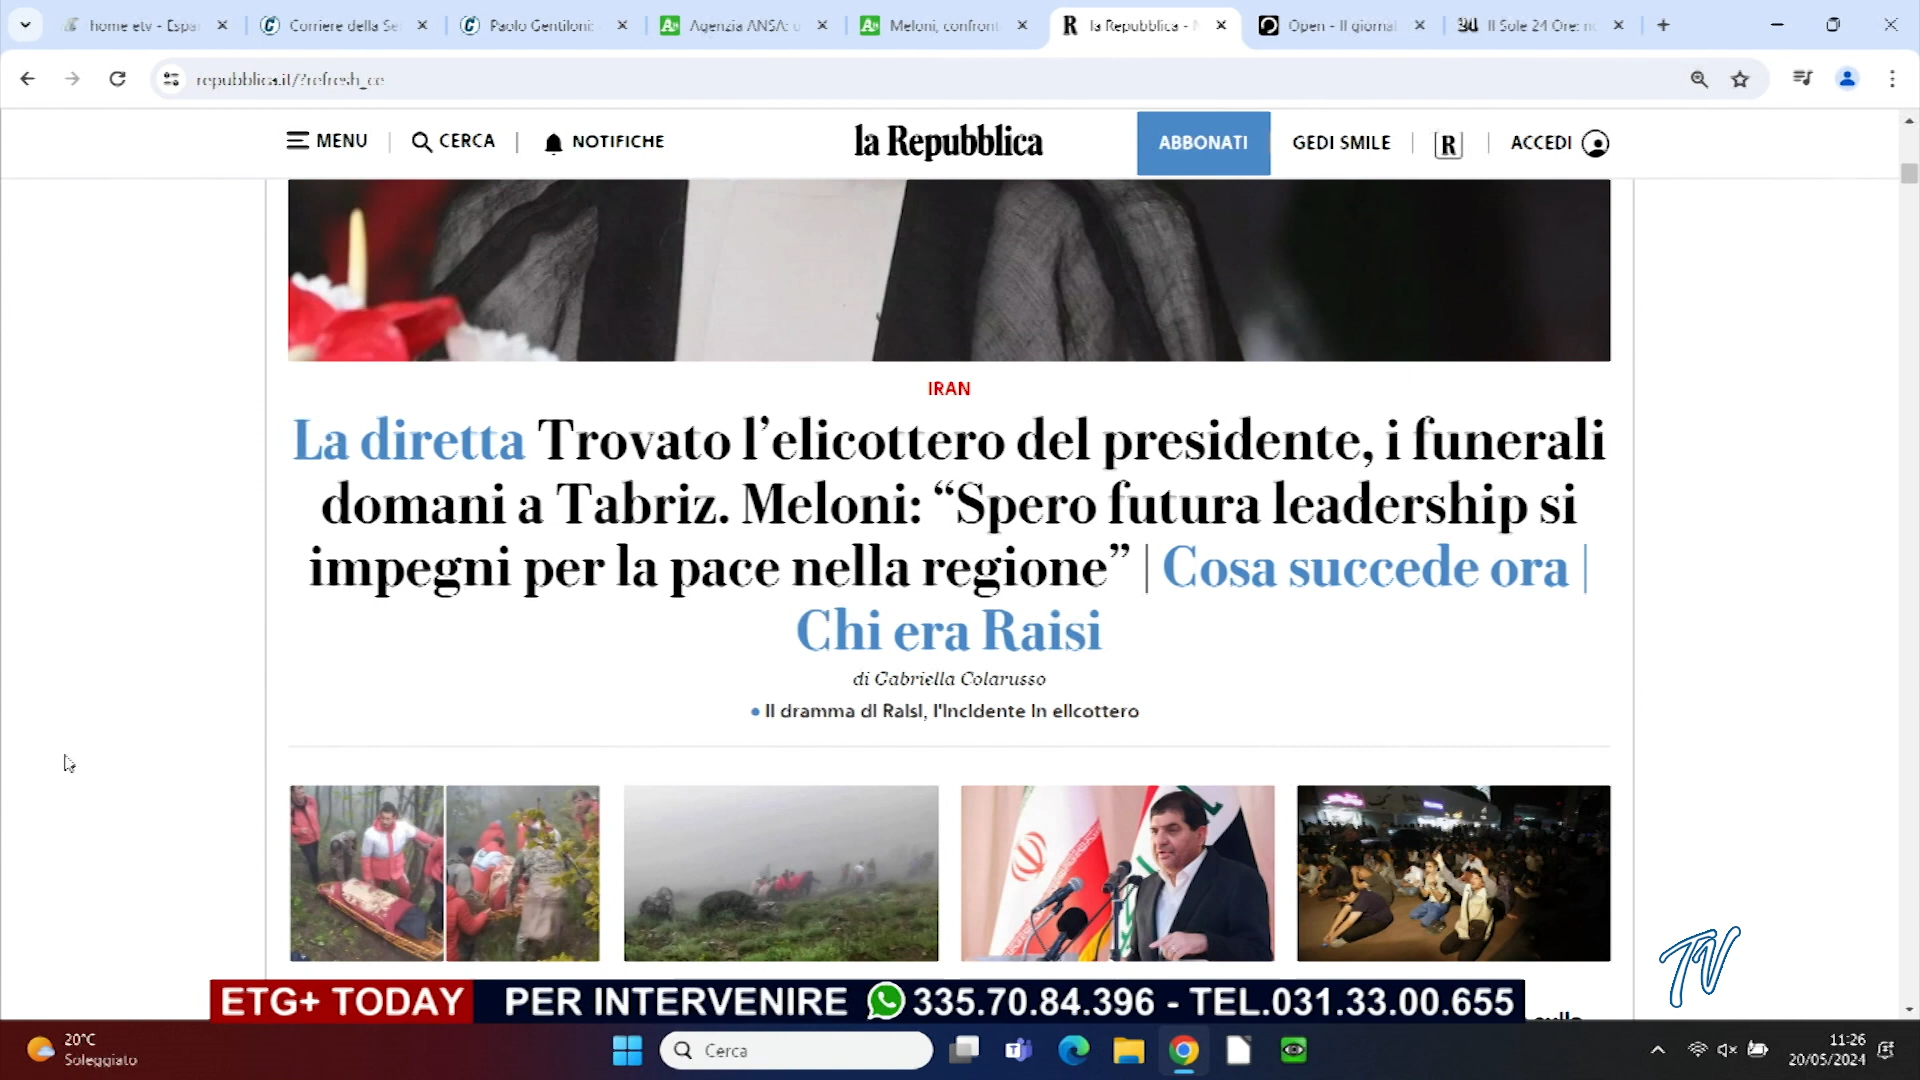 home etv - Espa
Corriere della Se
Paolo Gentiloni:
Agenzia ANSA: u
Meloni, confront
la Repubblica - N
Open - Il giornal
Il Sole 24 Ore: no
repubblica.it/?refresh_ce
MENU
CERCA
NOTIFICHE
la Repubblica
ABBONATI
GEDI SMILE
R
ACCEDI
IRAN
La diretta Trovato l’elicottero del presidente, i funerali
domani a Tabriz. Meloni: “Spero futura leadership si
impegni per la pace nella regione” | Cosa succede ora |
Chi era Raisi
di Gabriella Colarusso
• Il dramma di Raisi, l'incidente in elicottero
TV
ETG+ TODAY PER INTERVENIRE 335.70.84.396 - TEL.031.33.00.655
20°C
Soleggiato
Cerca
11:26
20/05/2024